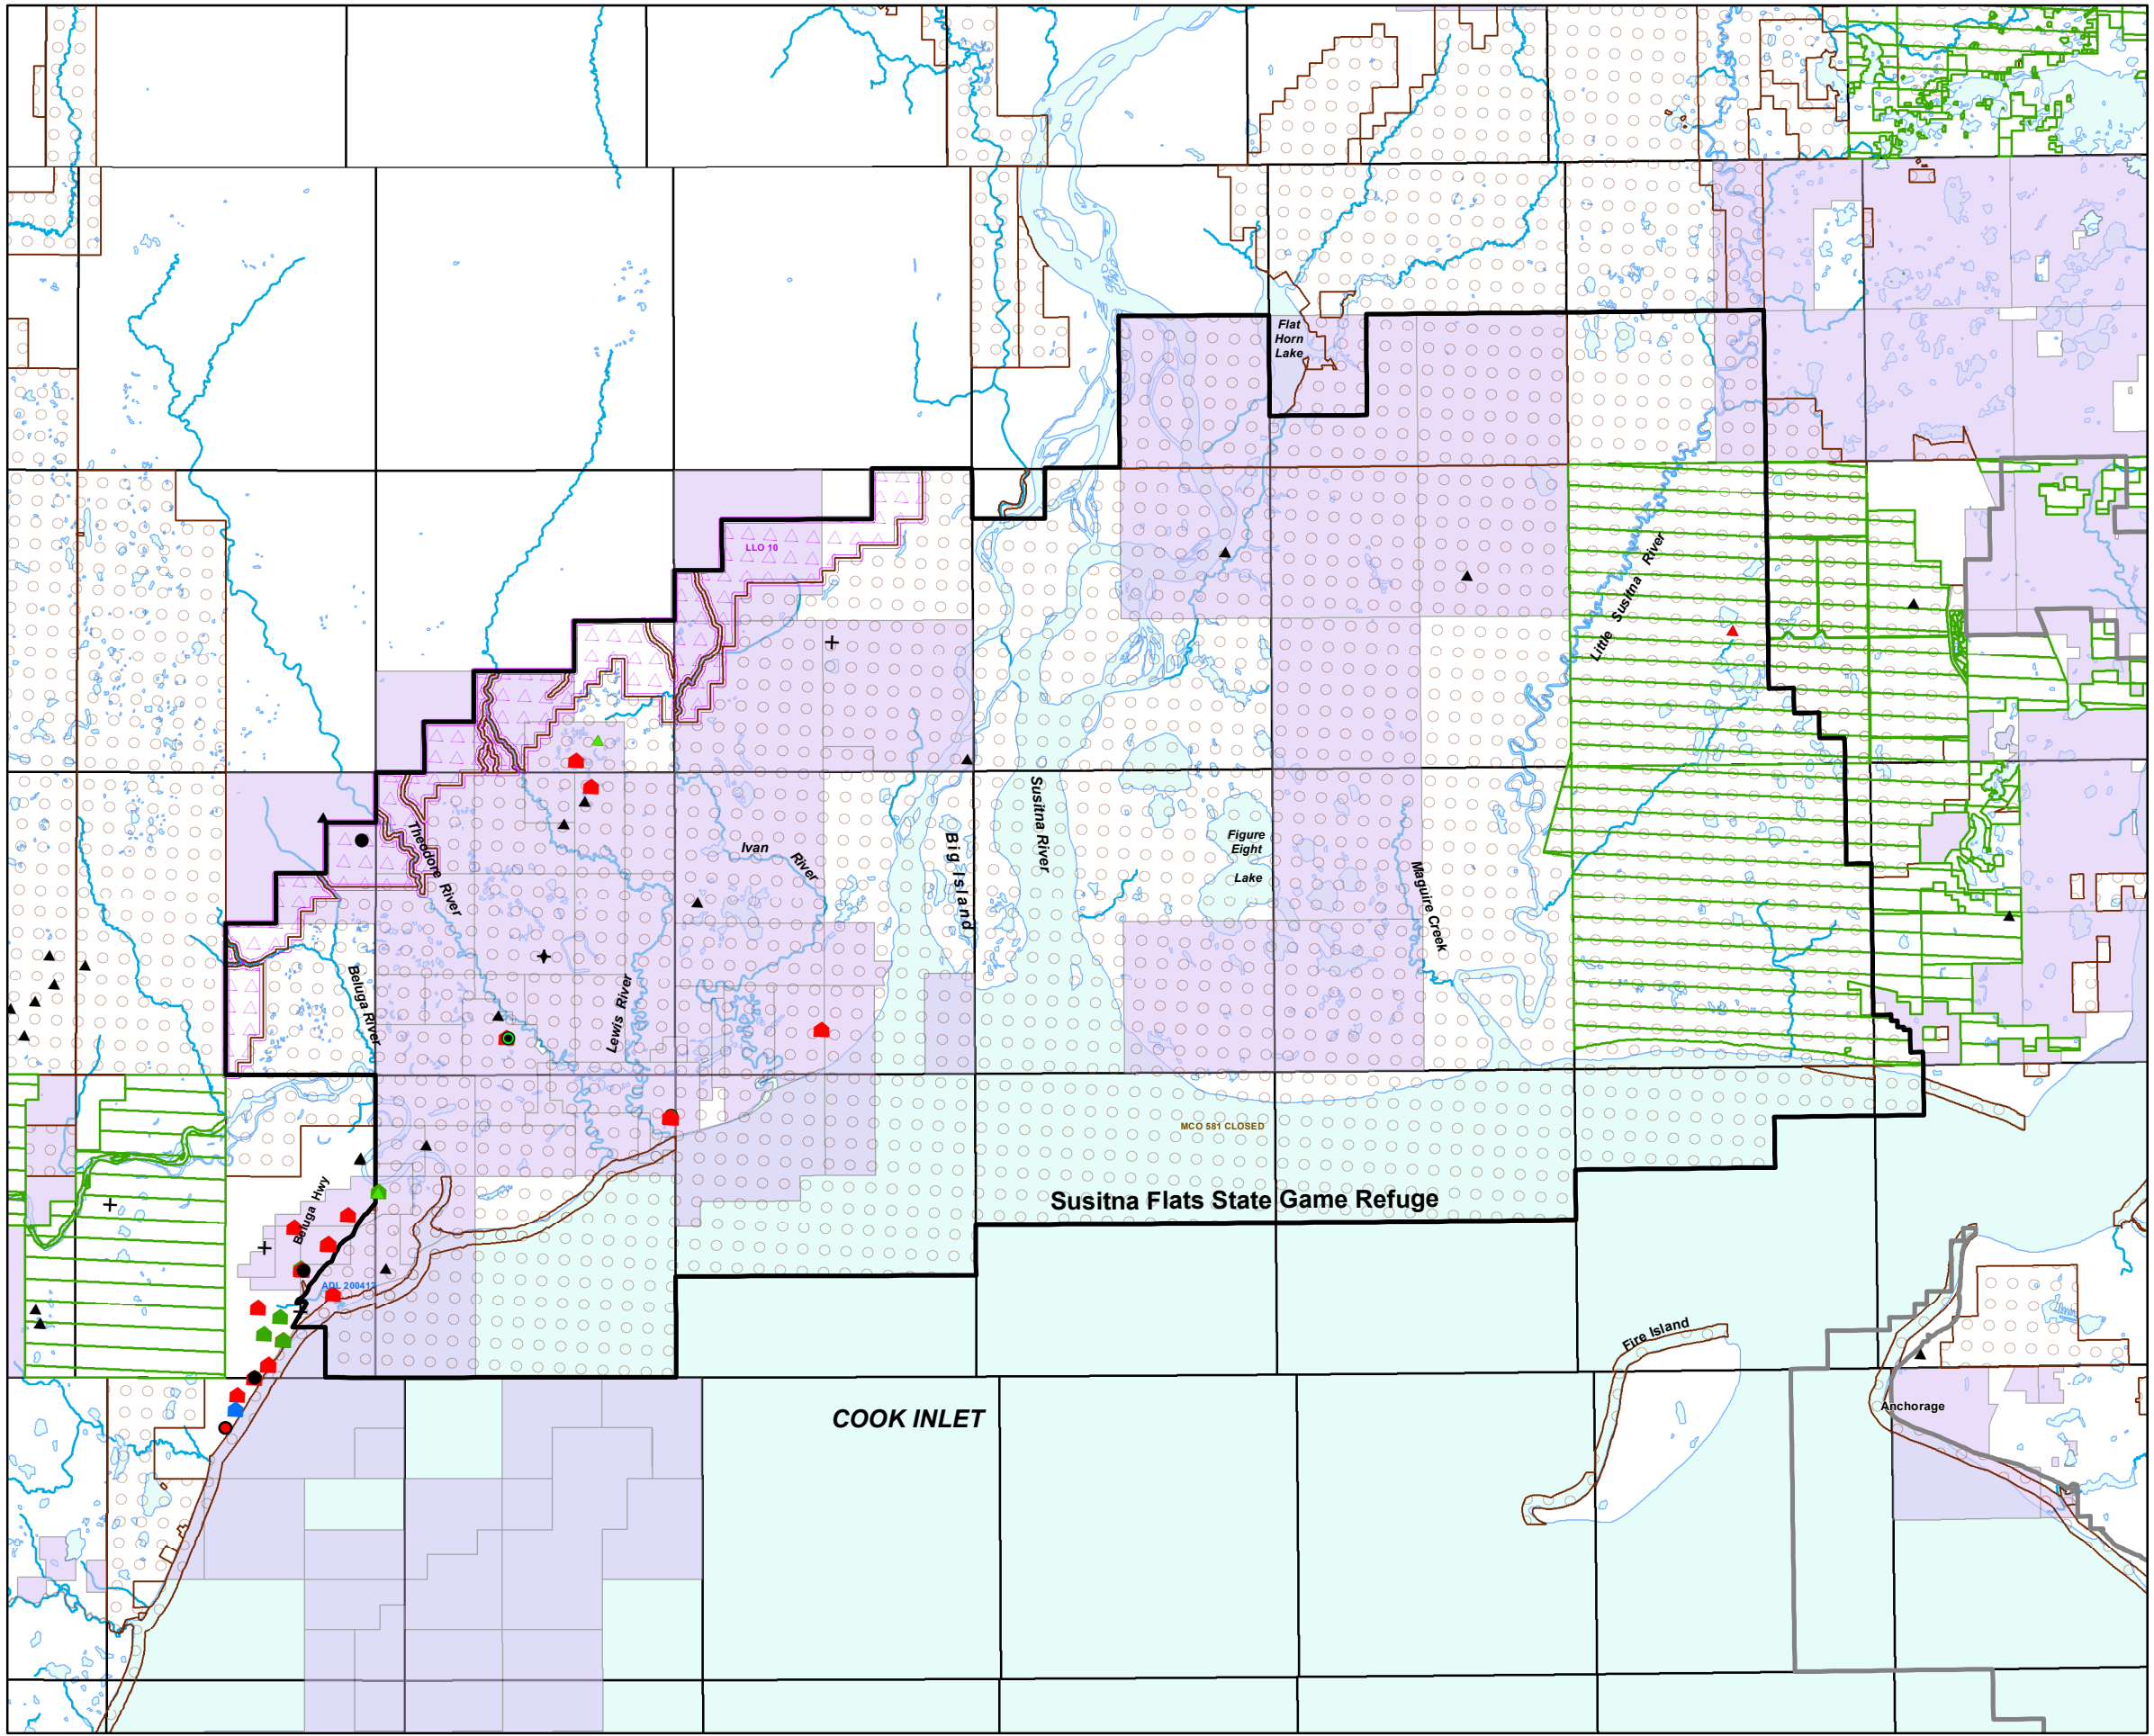 Flat
Horn
Lake
LLO 10
Little Susitna River
Theodore River
Ivan River
Big Island
Susitna River
Figure
Eight
Lake
Maguire Creek
Beluga River
Lewis River
MCO 581 CLOSED
Beluga Hwy
Susitna Flats State Game Refuge
ADL 200412
Fire Island
COOK INLET
Anchorage